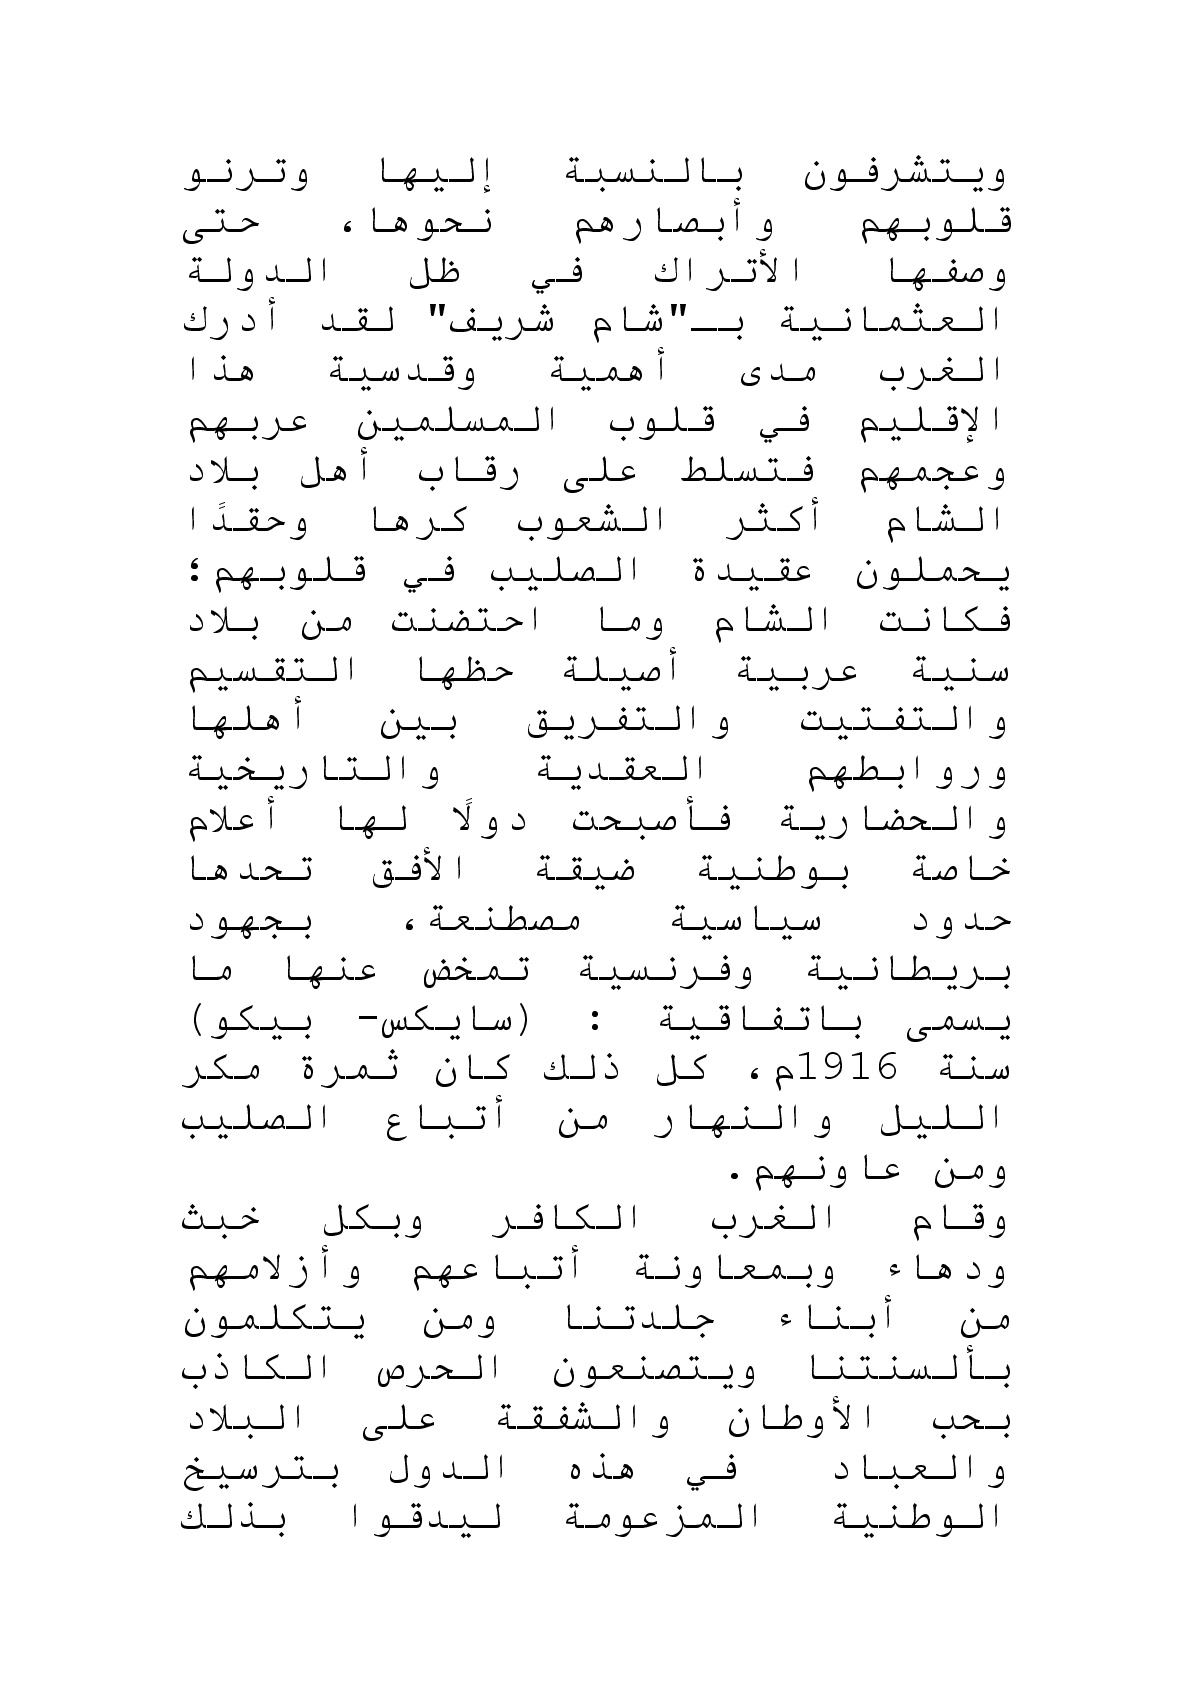 ويتشرفون بالنسبة إليها وترنو
قلوبهم وأبصارهم نحوها، حتى
وصفها الأتراك في ظل الدولة
العثمانية بـ"شام شريف" لقد أدرك
الغرب مدى أهمية وقدسية هذا
الإقليم في قلوب المسلمين عربهم
وعجمهم فتسلط على رقاب أهل بلاد
الشام أكثر الشعوب كرها وحقدًا
يحملون عقيدة الصليب في قلوبهم؛
فكانت الشام وما احتضنت من بلاد
سنية عربية أصيلة حظها التقسيم
والتفتيت والتفريق بين أهلها
وروابطهم العقدية والتاريخية
والحضارية فأصبحت دولًا لها أعلام
خاصة بوطنية ضيقة الأفق تحدها
حدود سياسية مصطنعة، بجهود
بريطانية وفرنسية تمخض عنها ما
يسمى باتفاقية : (سايكس- بيكو)
سنة 1916م، كل ذلك كان ثمرة مكر
الليل والنهار من أتباع الصليب
ومن عاونهم.
وقام الغرب الكافر وبكل خبث
ودهاء وبمعاونة أتباعهم وأزلامهم
من أبناء جلدتنا ومن يتكلمون
بألسنتنا ويتصنعون الحرص الكاذب
بحب الأوطان والشفقة على البلاد
والعباد في هذه الدول بترسيخ
الوطنية المزعومة ليدقوا بذلك